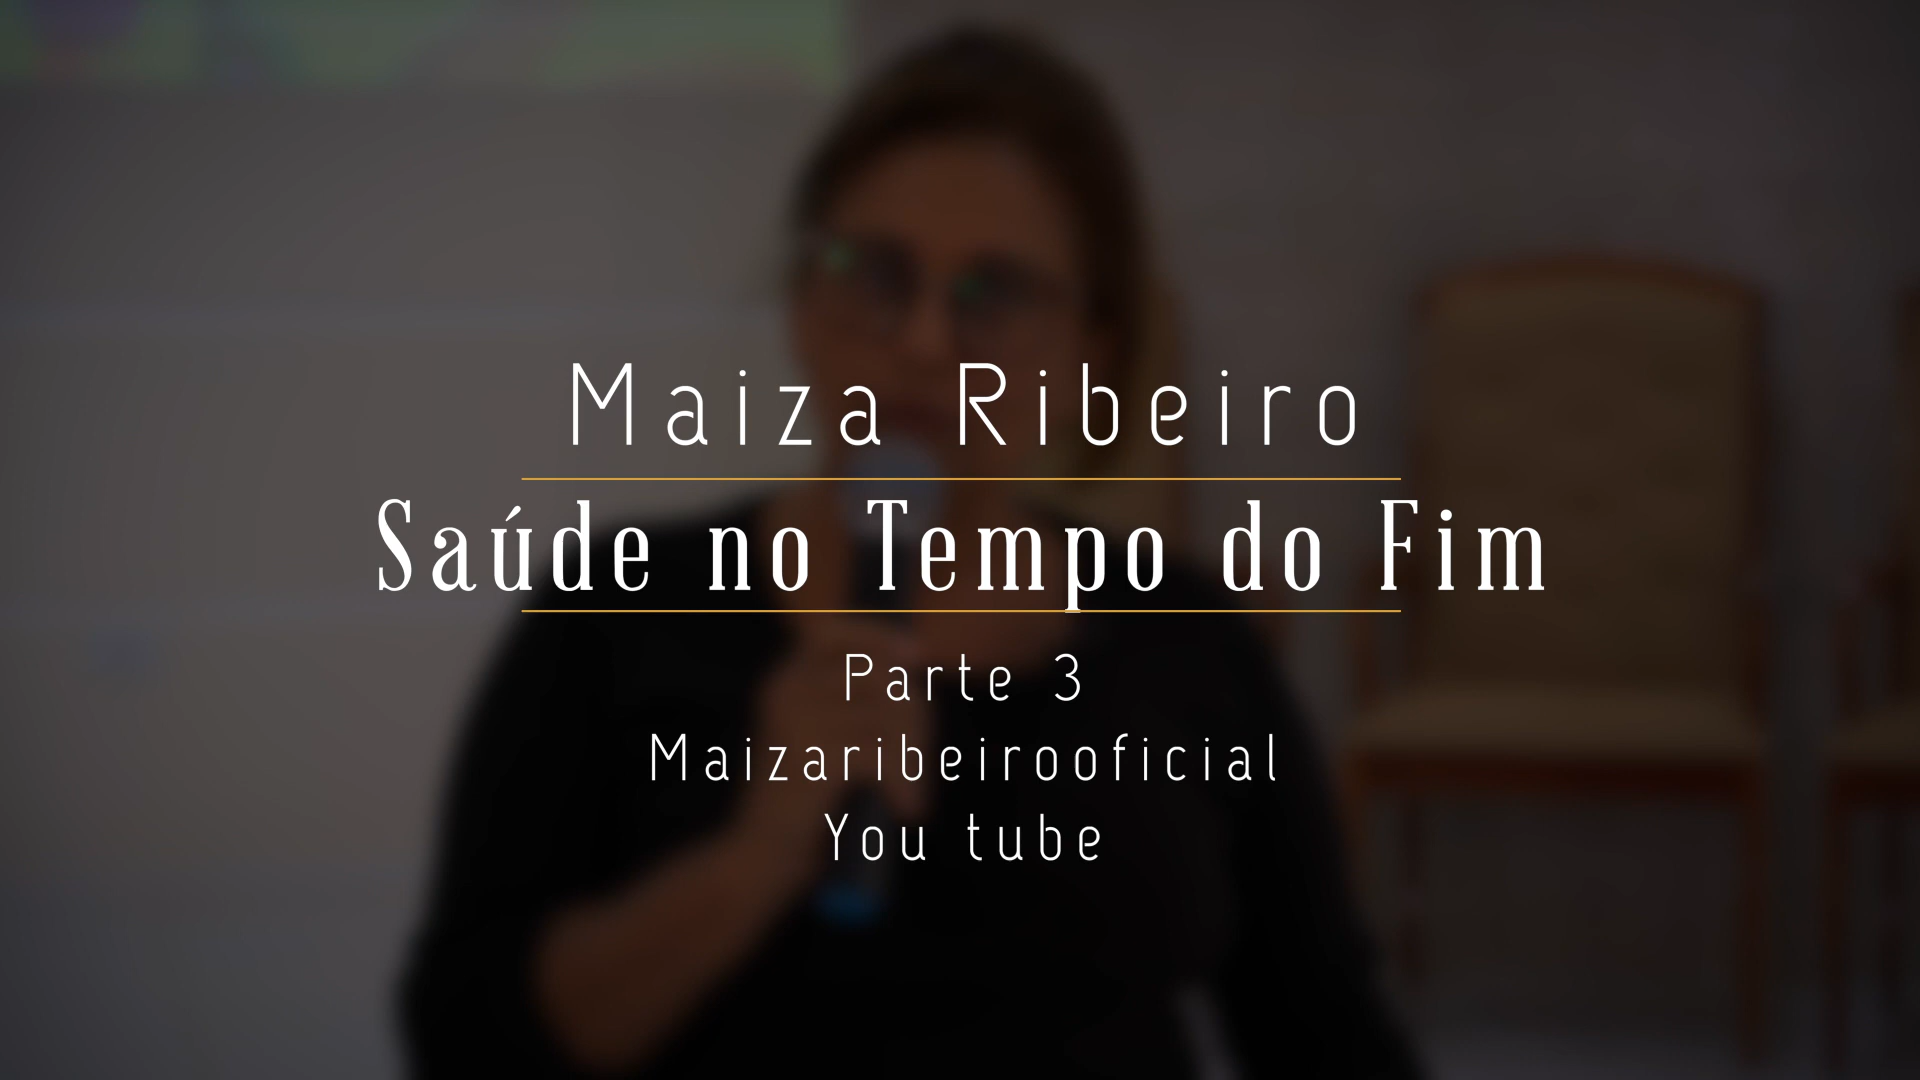 Maiza Ribeiro
Saúde no Tempo do Fim
Parte 3
Maizaribeirooficial
You tube